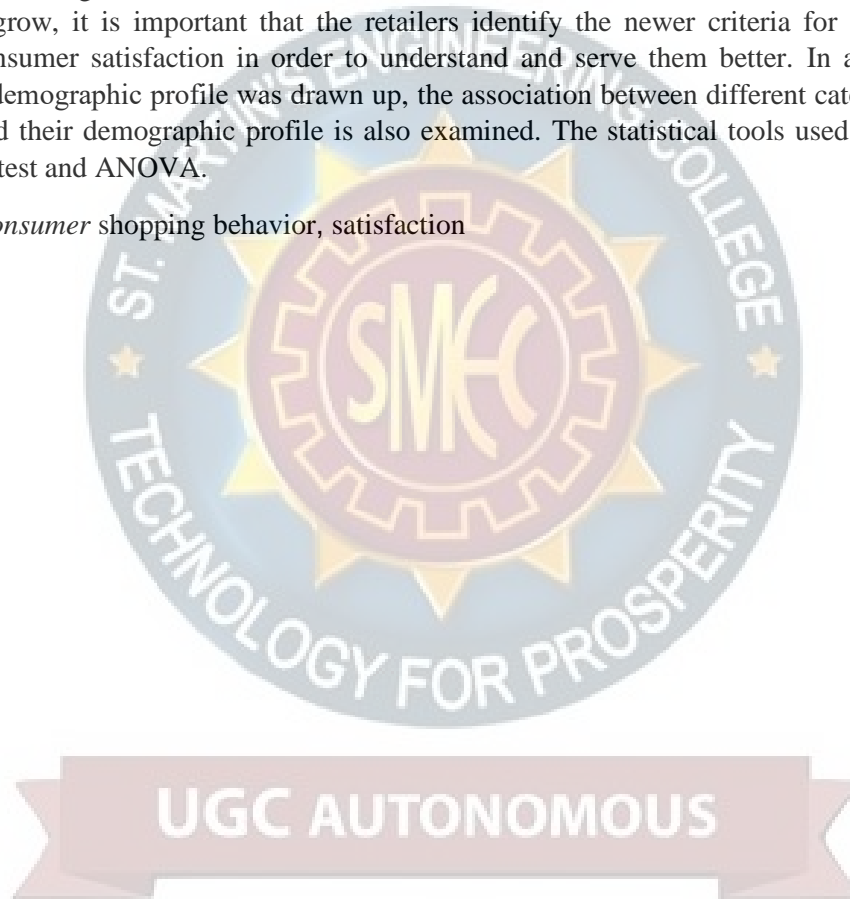 grow, it is important that the retailers identify the newer criteria for
nsumer satisfaction in order to understand and serve them better. In a
demographic profile was drawn up, the association between different cate
d their demographic profile is also examined. The statistical tools used
test and ANOVA.
onsumer shopping behavior, satisfaction
ST. MARTIN'S ENGINEERING COLLEGE
SMEC
TECHNOLOGY FOR PROSPERITY
UGC AUTONOMOUS